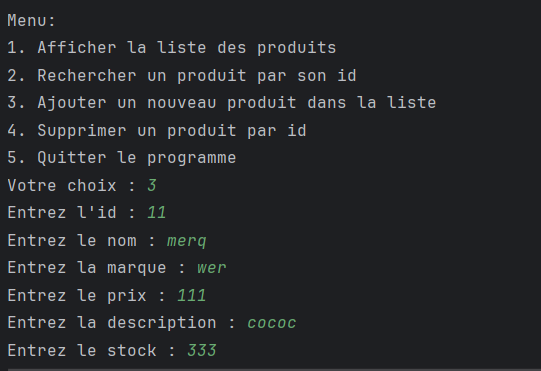 Menu:
1. Afficher la liste des produits
2. Rechercher un produit par son id
3. Ajouter un nouveau produit dans la liste
4. Supprimer un produit par id
5. Quitter le programme
Votre choix : 3
Entrez l'id : 11
Entrez le nom : merq
Entrez la marque : wer
Entrez le prix : 111
Entrez la description : cococ
Entrez le stock : 333